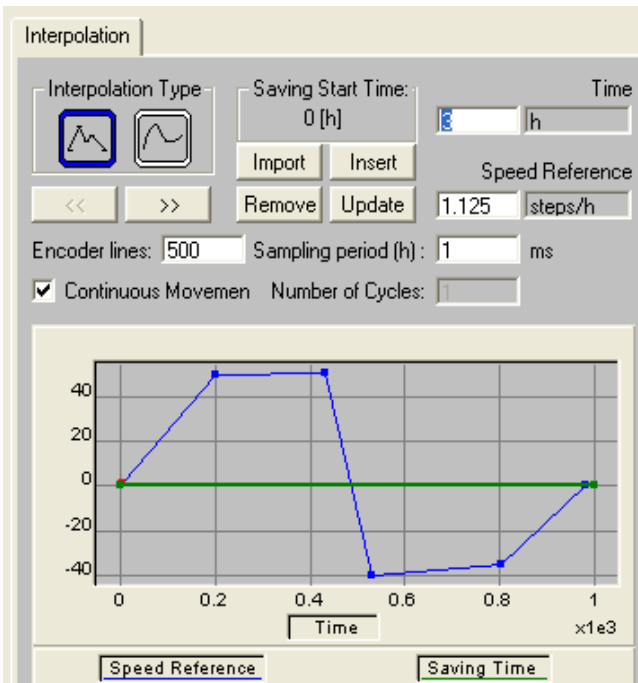 Interpolation
Interpolation Type
Saving Start Time:
0 [h]
Time
3 h
Import Insert
Speed Reference
<< >>
Remove Update
1.125 steps/h
Encoder lines: 500 Sampling period (h) : 1 ms
Continuous Movemen Number of Cycles: 1
40
20
0
-20
-40
0 0.2 0.4 0.6 0.8 1
Time x1e3
Speed Reference Saving Time